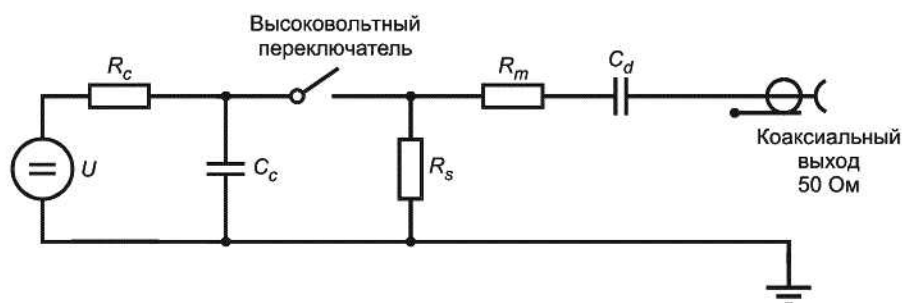 Высоковольтный
переключатель
R_c
R_m
C_d
U
C_c
R_s
Коаксиальный
выход
50 Ом